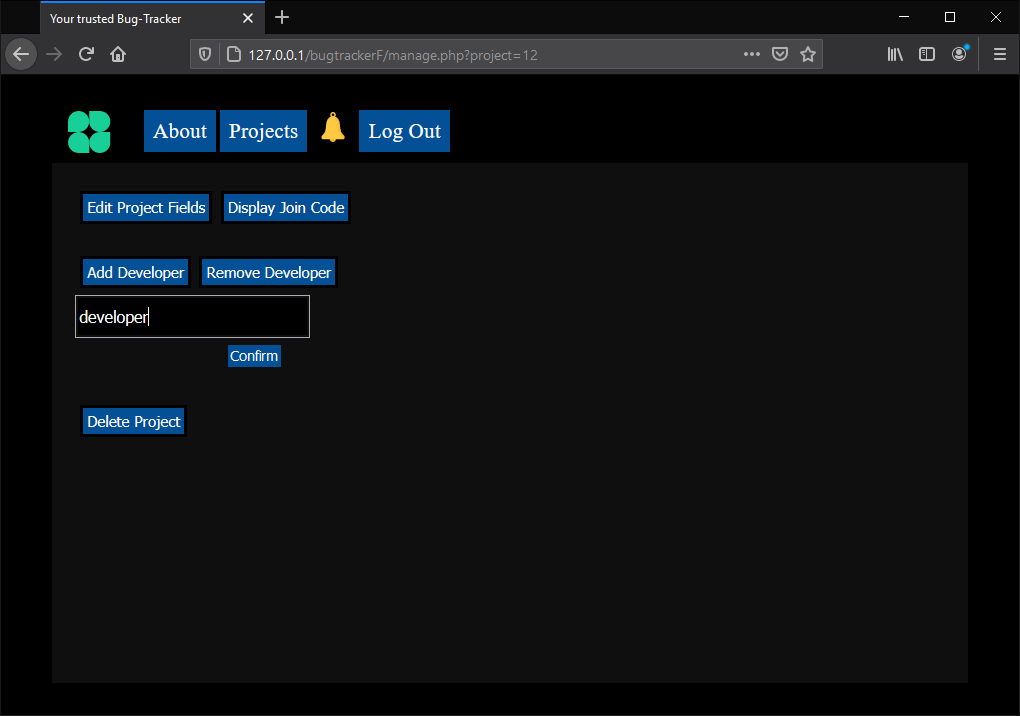 Your trusted Bug-Tracker
127.0.0.1/bugtrackerF/manage.php?project=12
About Projects Log Out
Edit Project Fields Display Join Code
Add Developer Remove Developer
developer
Confirm
Delete Project